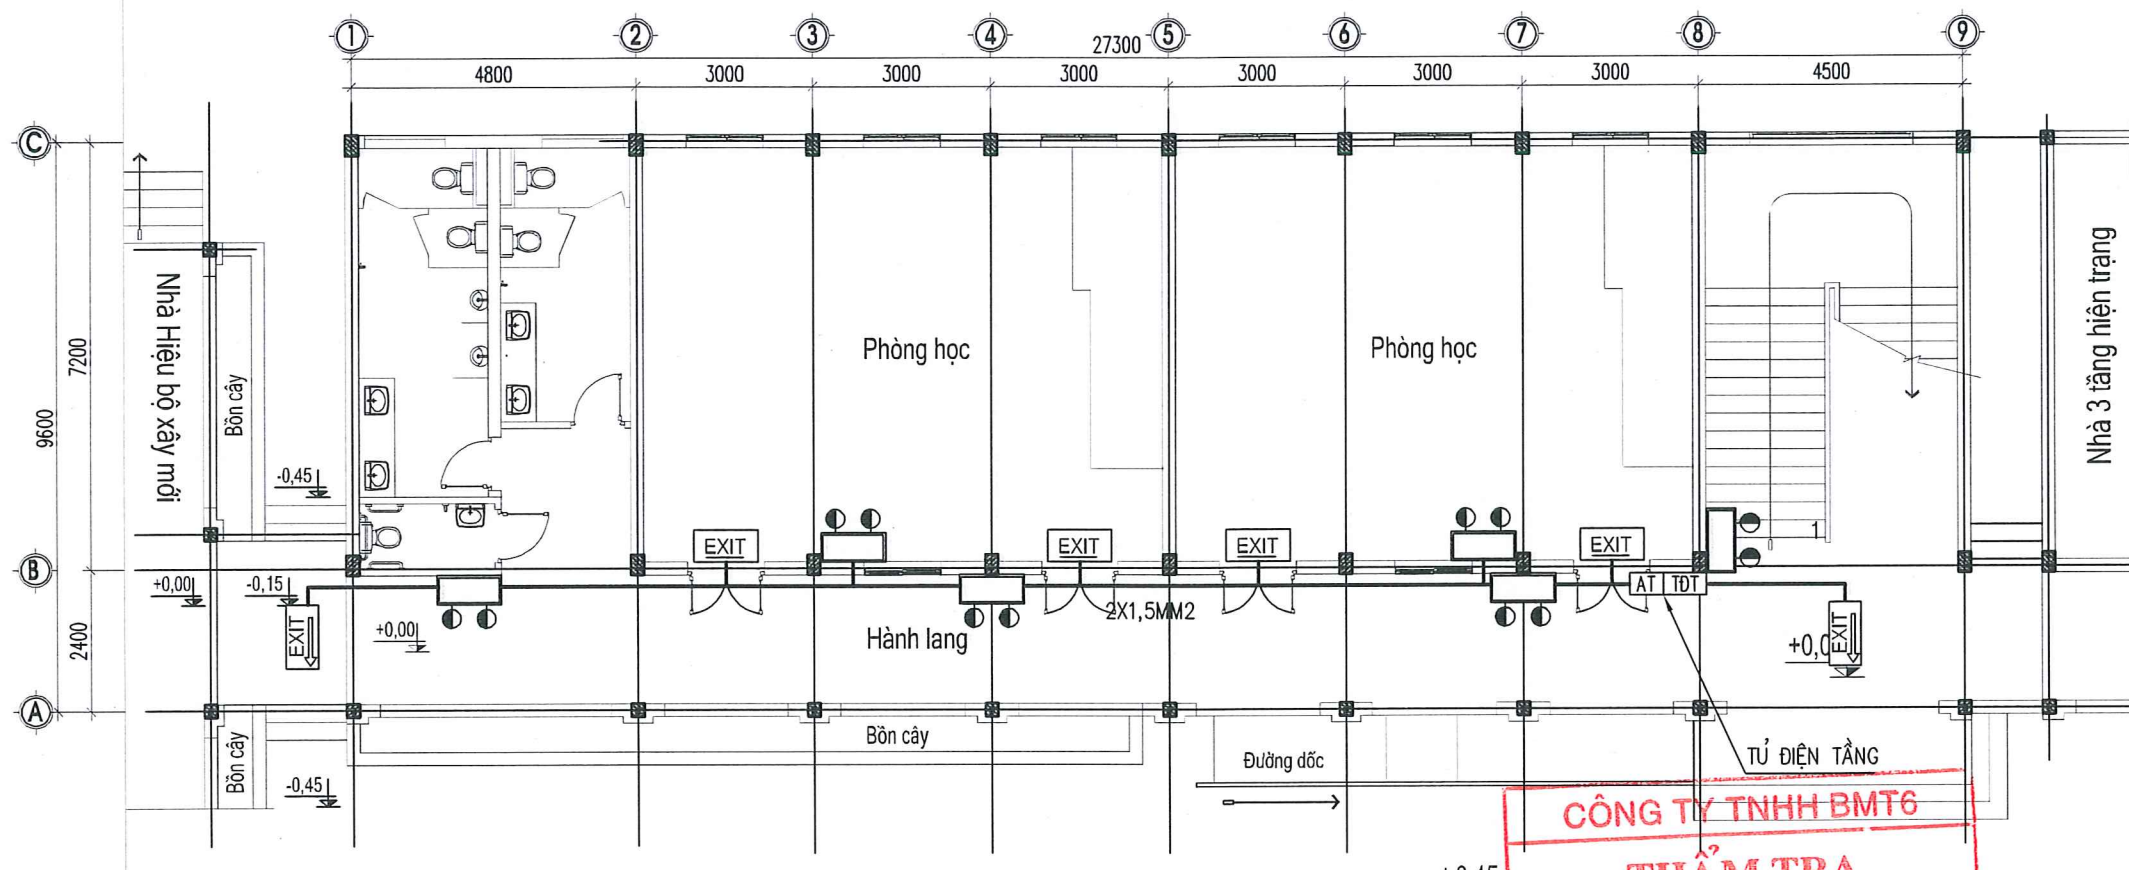 1 2 3 4 5 6 7 8 9
27300
4800 3000 3000 3000 3000 3000 3000 4500
C
B
A
9600
7200
2400
Nhà Hiệu bộ xây mới
Bồn cây
-0,45
Phòng học
Phòng học
Nhà 3 tầng hiện trạng
1
EXIT
EXIT
EXIT
EXIT
+0,00
-0,15
EXIT
+0,00
2X1,5MM2
AT TĐT
Hành lang
EXIT
Bồn cây
Bồn cây
-0,45
Đường dốc
TỦ ĐIỆN TẦNG
CÔNG TY TNHH BMT6
THẨM TRA